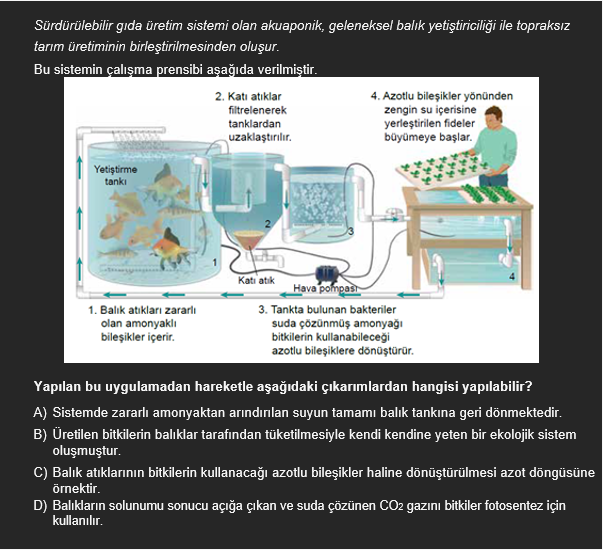 Sürdürülebilir gıda üretim sistemi olan akuaponik, geleneksel balık yetiştiriciliği ile topraksız
tarım üretiminin birleştirilmesinden oluşur.
Bu sistemin çalışma prensibi aşağıda verilmiştir.
2. Katı atıklar
filtrelenerek
tanklardan
uzaklaştırılır.
4. Azotlu bileşikler yönünden
zengin su içerisine
yerleştirilen fideler
büyümeye başlar.
Yetiştirme
tankı
1
2
3
4
Katı atık
Hava pompası
1. Balık atıkları zararlı
olan amonyaklı
bileşikler içerir.
3. Tankta bulunan bakteriler
suda çözünmüş amonyağı
bitkilerin kullanabileceği
azotlu bileşiklere dönüştürür.
Yapılan bu uygulamadan hareketle aşağıdaki çıkarımlardan hangisi yapılabilir?
A) Sistemde zararlı amonyaktan arındırılan suyun tamamı balık tankına geri dönmektedir.
B) Üretilen bitkilerin balıklar tarafından tüketilmesiyle kendi kendine yeten bir ekolojik sistem
oluşmuştur.
C) Balık atıklarının bitkilerin kullanacağı azotlu bileşikler haline dönüştürülmesi azot döngüsüne
örnektir.
D) Balıkların solunumu sonucu açığa çıkan ve suda çözünen CO2 gazını bitkiler fotosentez için
kullanılır.